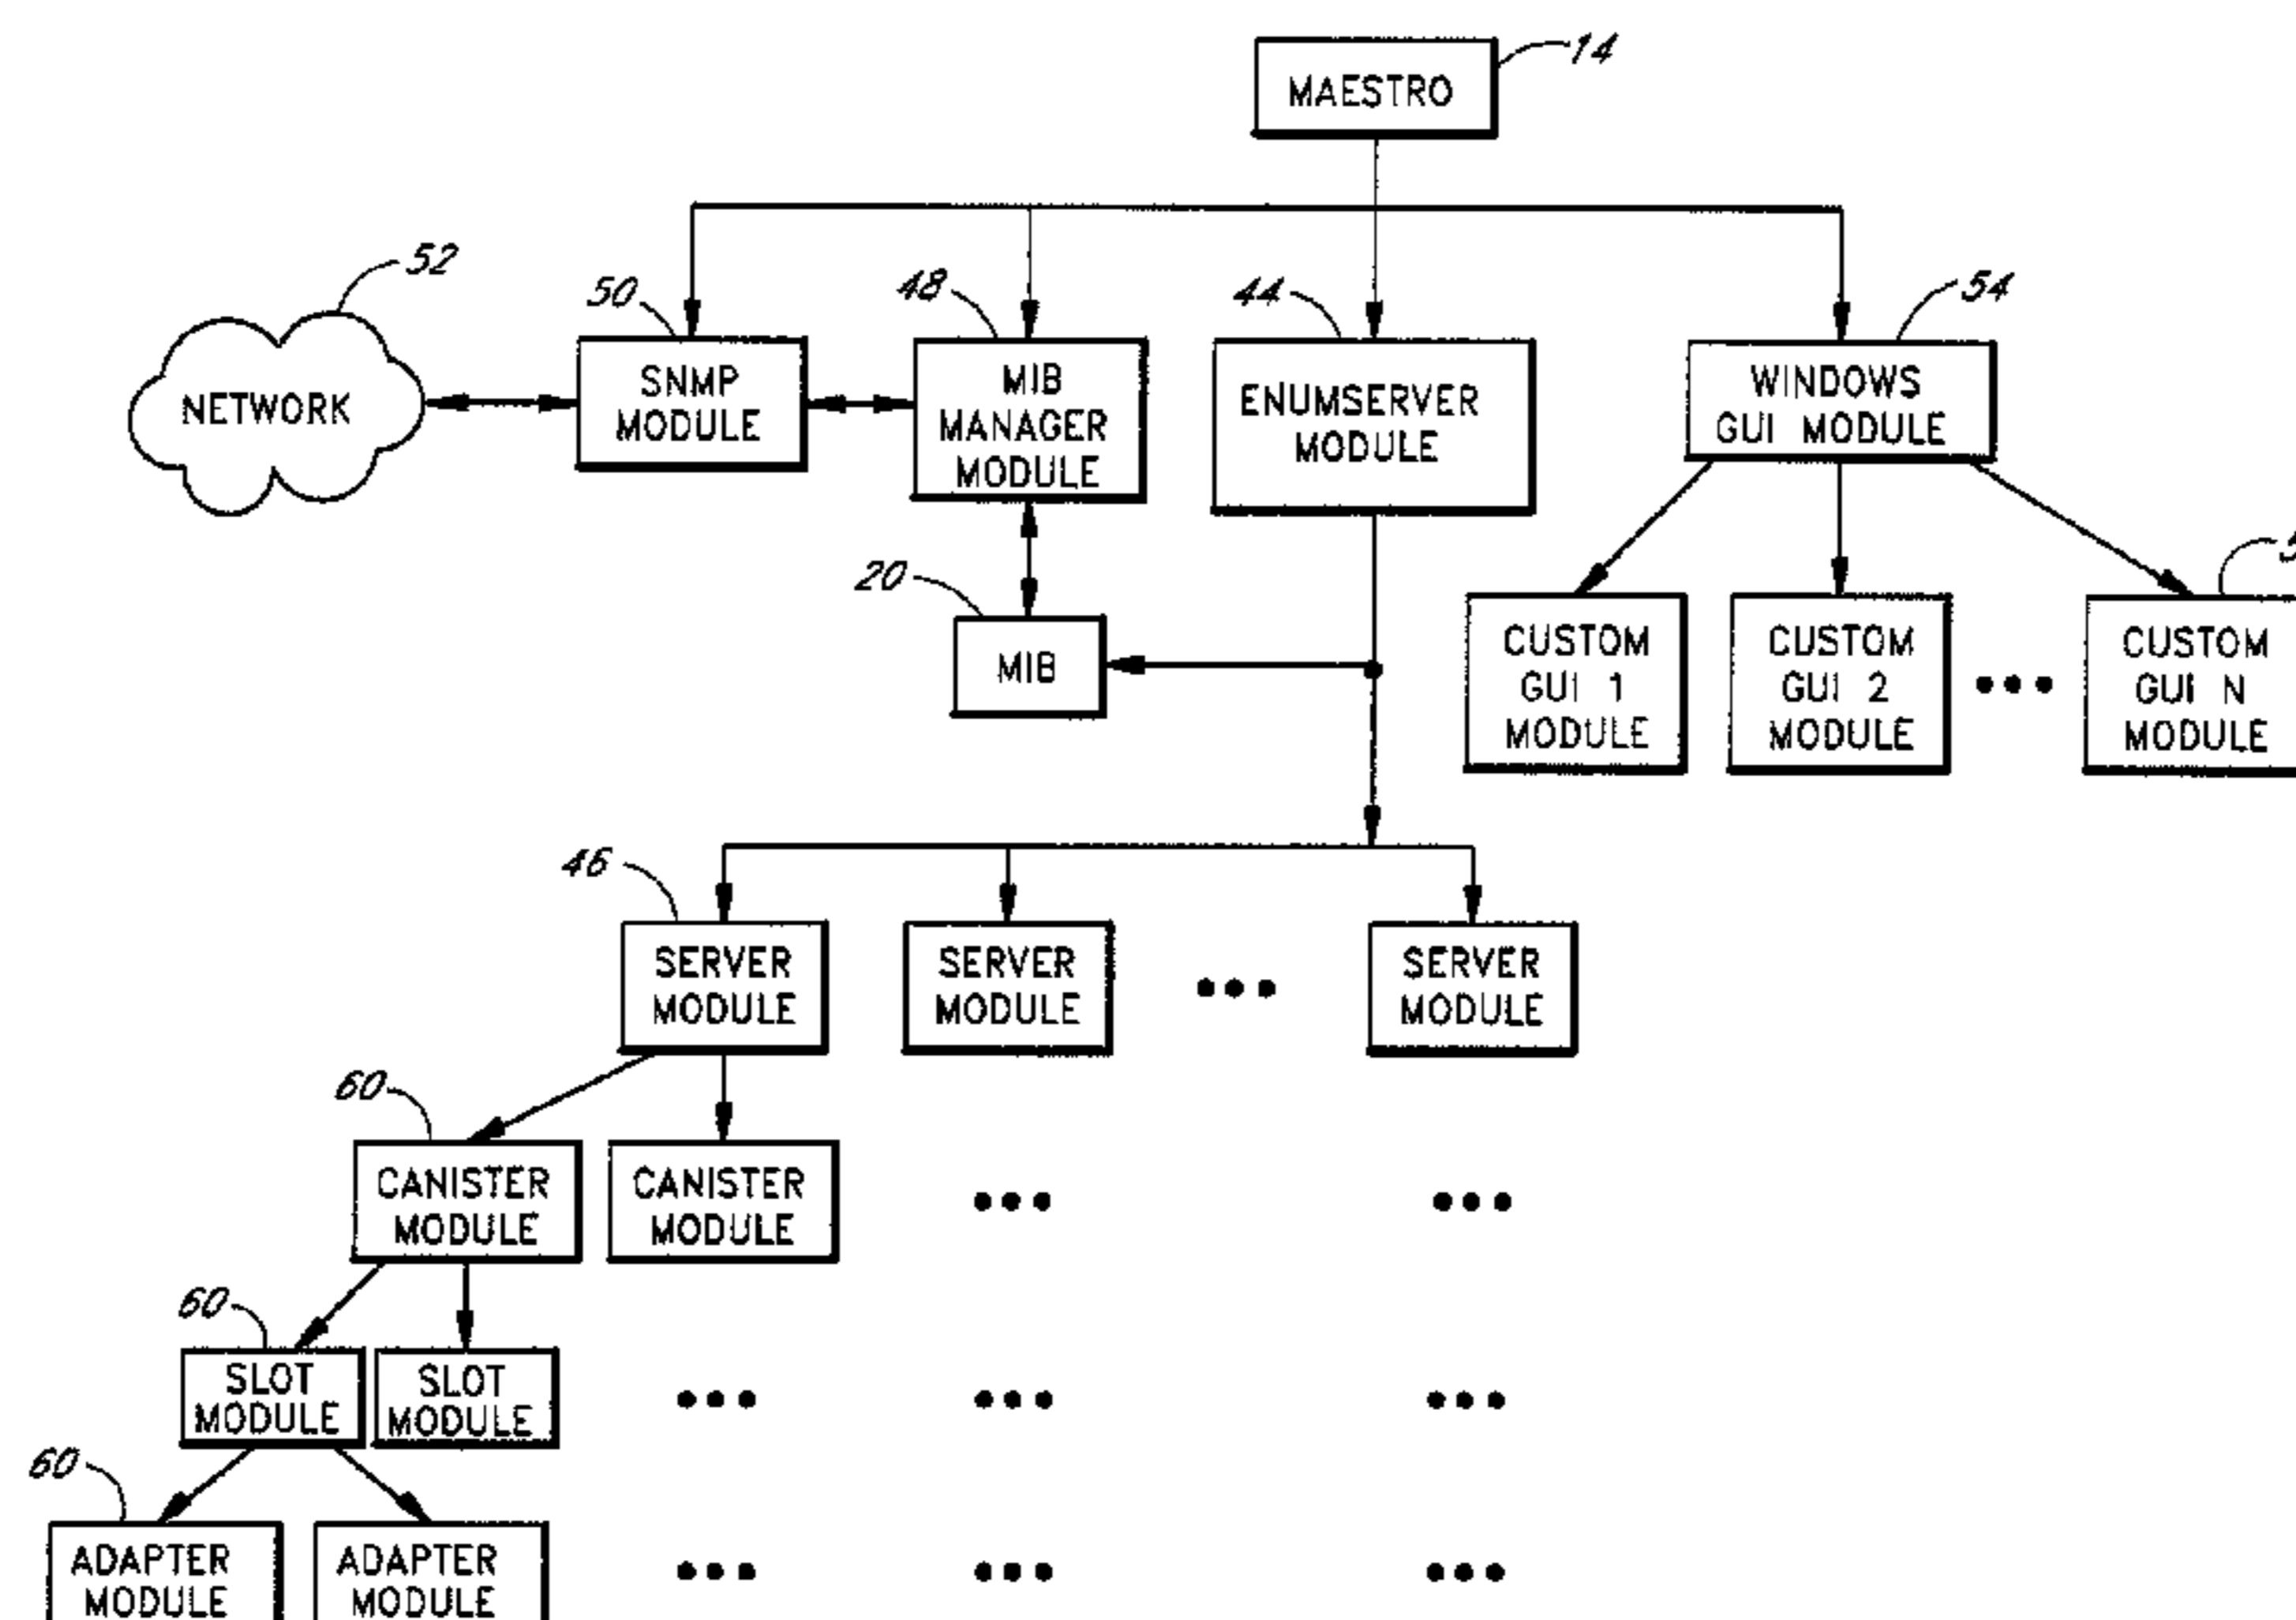 14
MAESTRO
52
50
48
44
54
NETWORK
SNMP
MODULE
MIB
MANAGER
MODULE
ENUMSERVER
MODULE
WINDOWS
GUI MODULE
20
MIB
CUSTOM
GUI 1
MODULE
CUSTOM
GUI 2
MODULE
•••
CUSTOM
GUI N
MODULE
46
SERVER
MODULE
SERVER
MODULE
•••
SERVER
MODULE
60
CANISTER
MODULE
CANISTER
MODULE
•••
•••
60
SLOT
MODULE
SLOT
MODULE
•••
•••
•••
60
ADAPTER
MODULE
ADAPTER
MODULE
•••
•••
•••